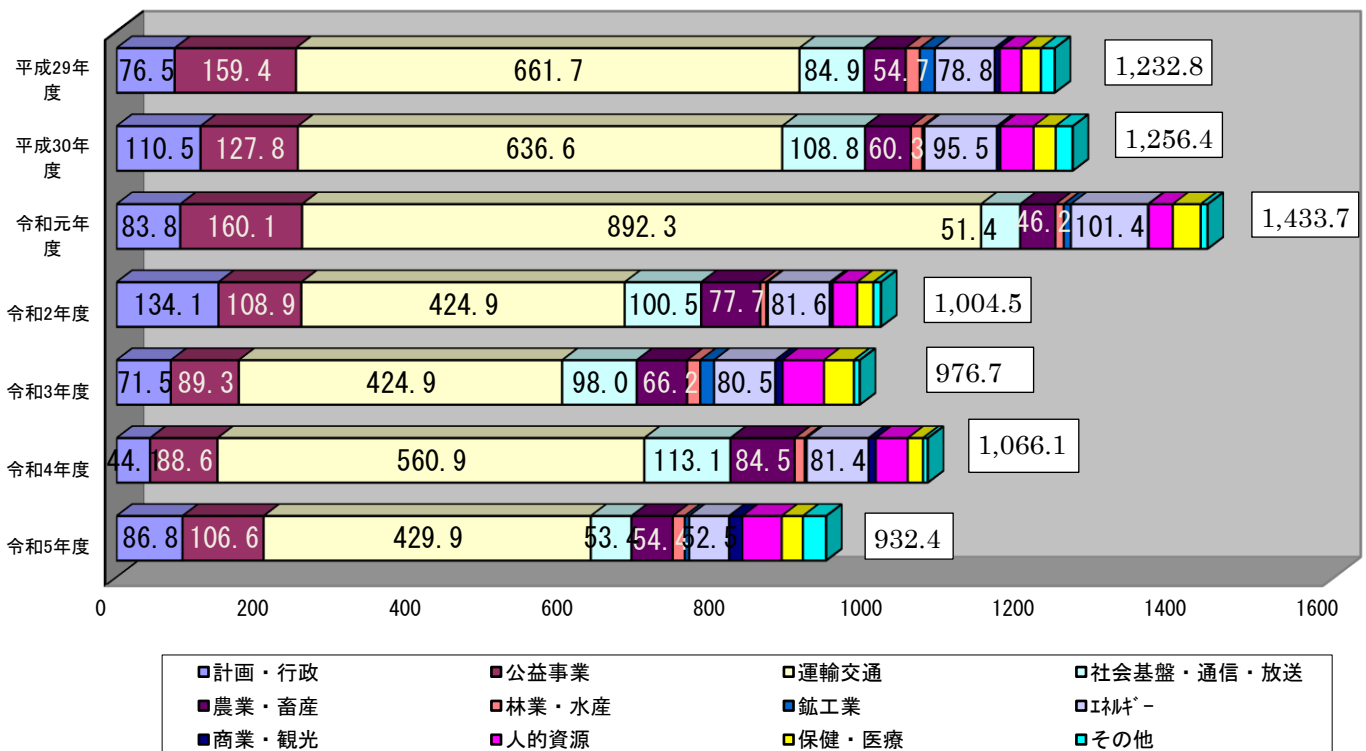 平成29年度 76.5 159.4 661.7 84.9 54.7 78.8 1,232.8
平成30年度 110.5 127.8 636.6 108.8 60.3 95.5 1,256.4
令和元年度 83.8 160.1 892.3 51.4 46.2 101.4 1,433.7
令和2年度 134.1 108.9 424.9 100.5 77.7 81.6 1,004.5
令和3年度 71.5 89.3 424.9 98.0 66.2 80.5 976.7
令和4年度 44.1 88.6 560.9 113.1 84.5 81.4 1,066.1
令和5年度 86.8 106.6 429.9 53.4 54.4 52.5 932.4
0 200 400 600 800 1000 1200 1400 1600
計画・行政 公益事業 運輸交通 社会基盤・通信・放送
農業・畜産 林業・水産 鉱工業 ｴﾈﾙｷﾞｰ
商業・観光 人的資源 保健・医療 その他